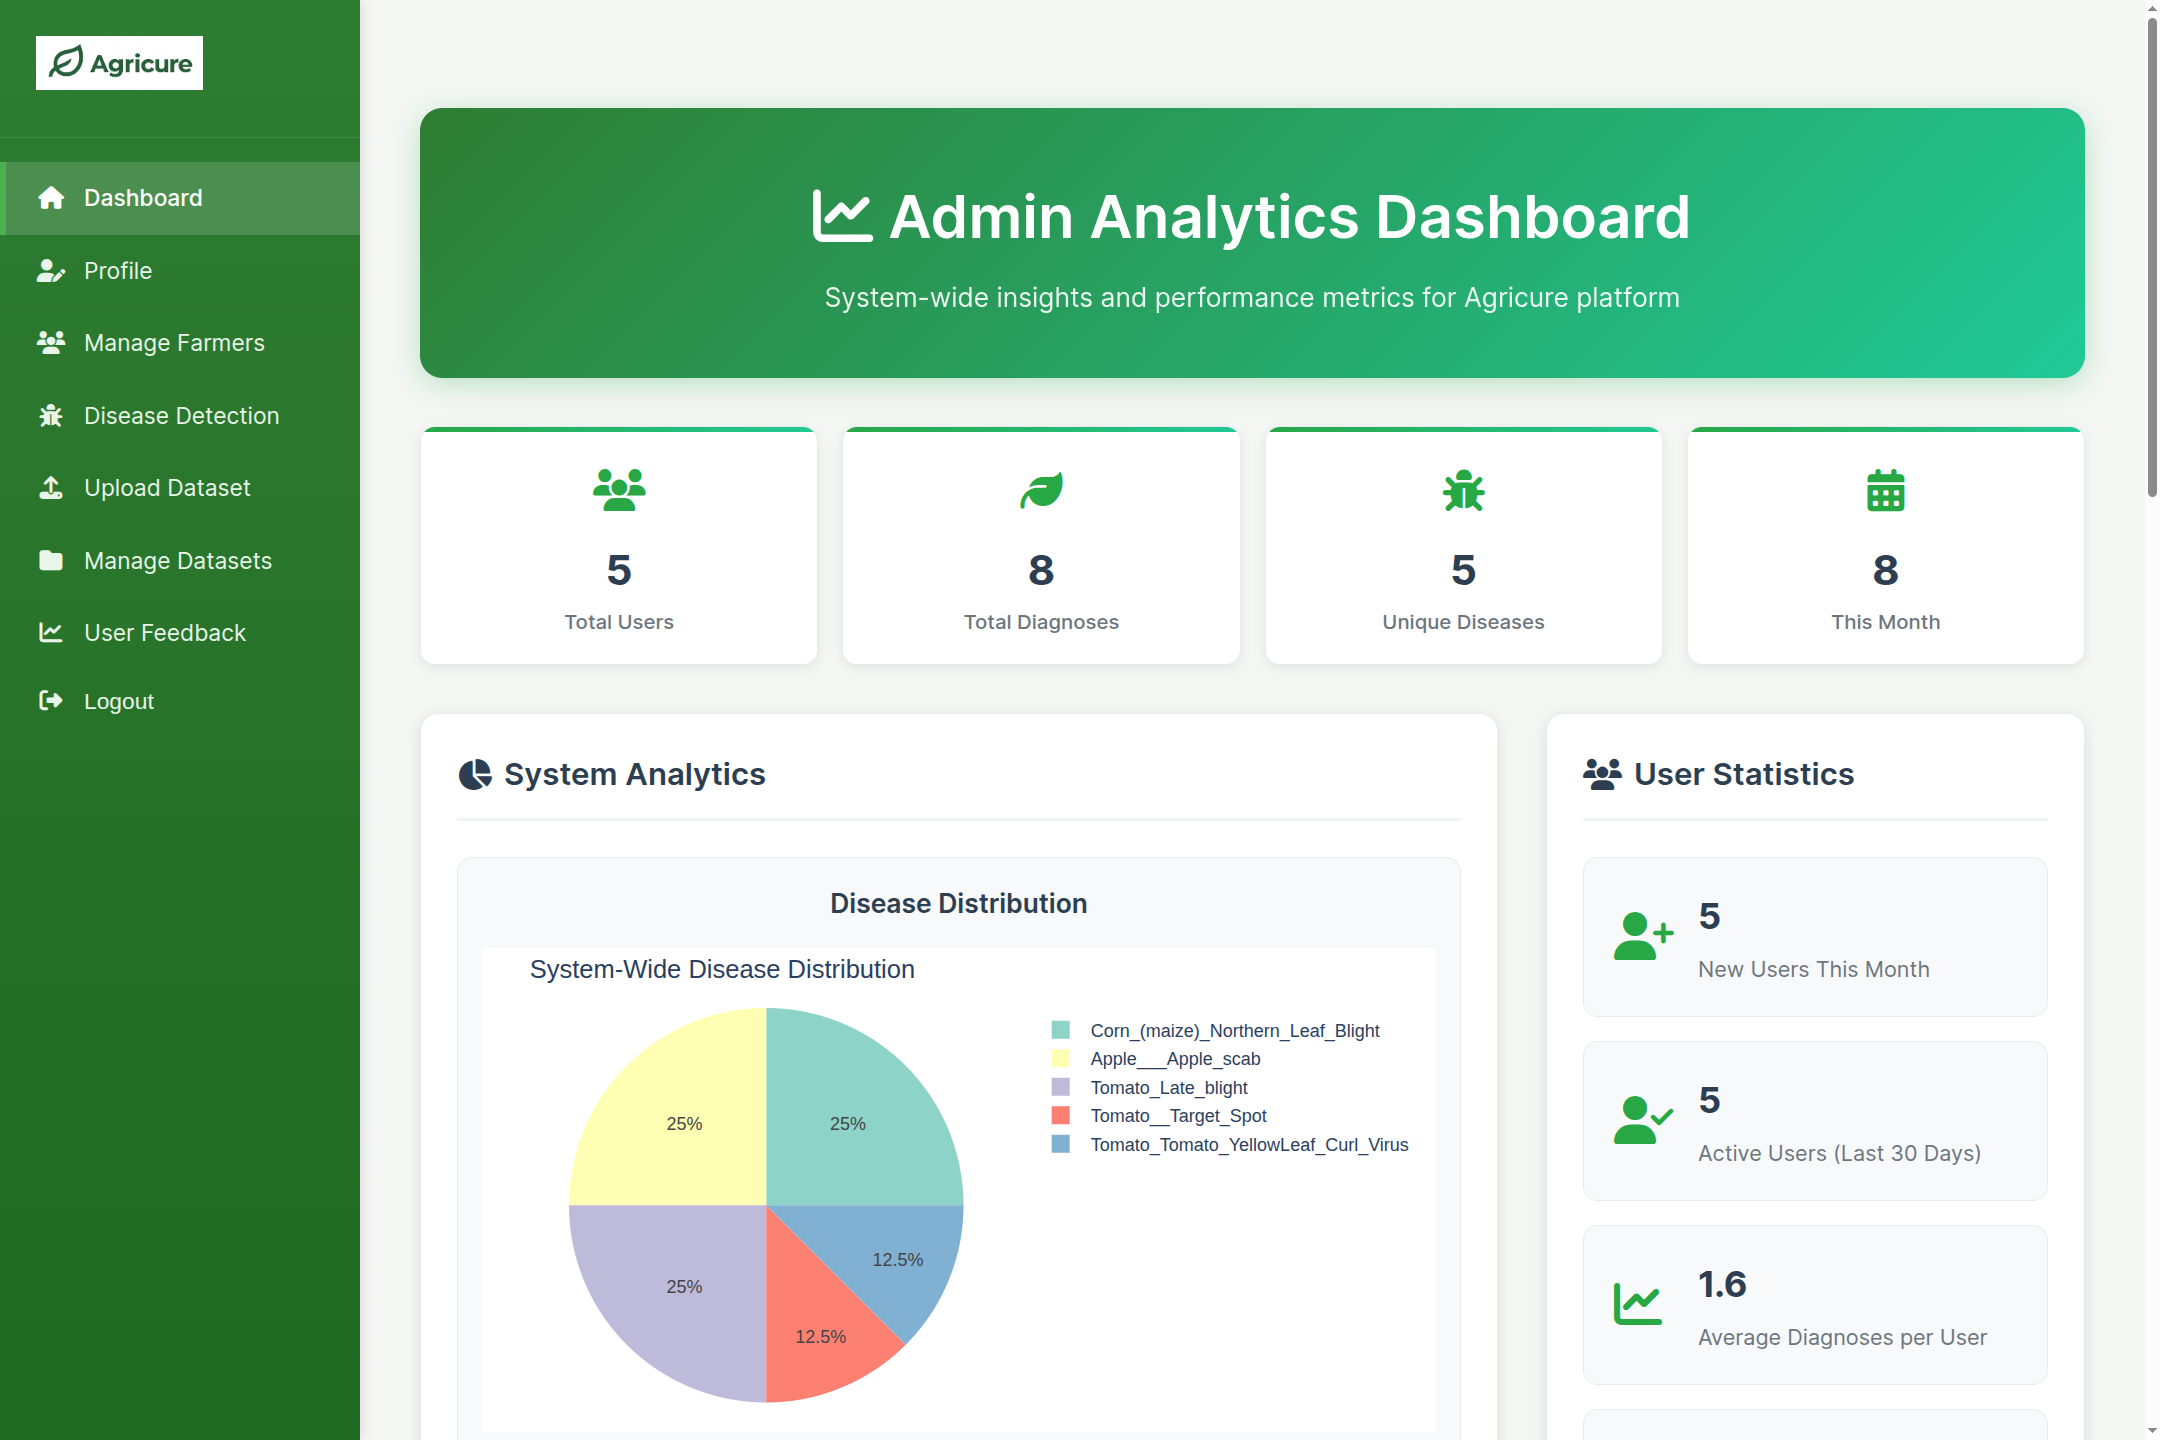 Agricure
Dashboard
Profile
Manage Farmers
Disease Detection
Upload Dataset
Manage Datasets
User Feedback
Logout
Admin Analytics Dashboard
System-wide insights and performance metrics for Agricure platform
5
Total Users
8
Total Diagnoses
5
Unique Diseases
8
This Month
System Analytics
Disease Distribution
System-Wide Disease Distribution
25%
25%
25%
12.5%
12.5%
Corn_(maize)_Northern_Leaf_Blight
Apple___Apple_scab
Tomato_Late_blight
Tomato__Target_Spot
Tomato_Tomato_YellowLeaf_Curl_Virus
User Statistics
5
New Users This Month
5
Active Users (Last 30 Days)
1.6
Average Diagnoses per User